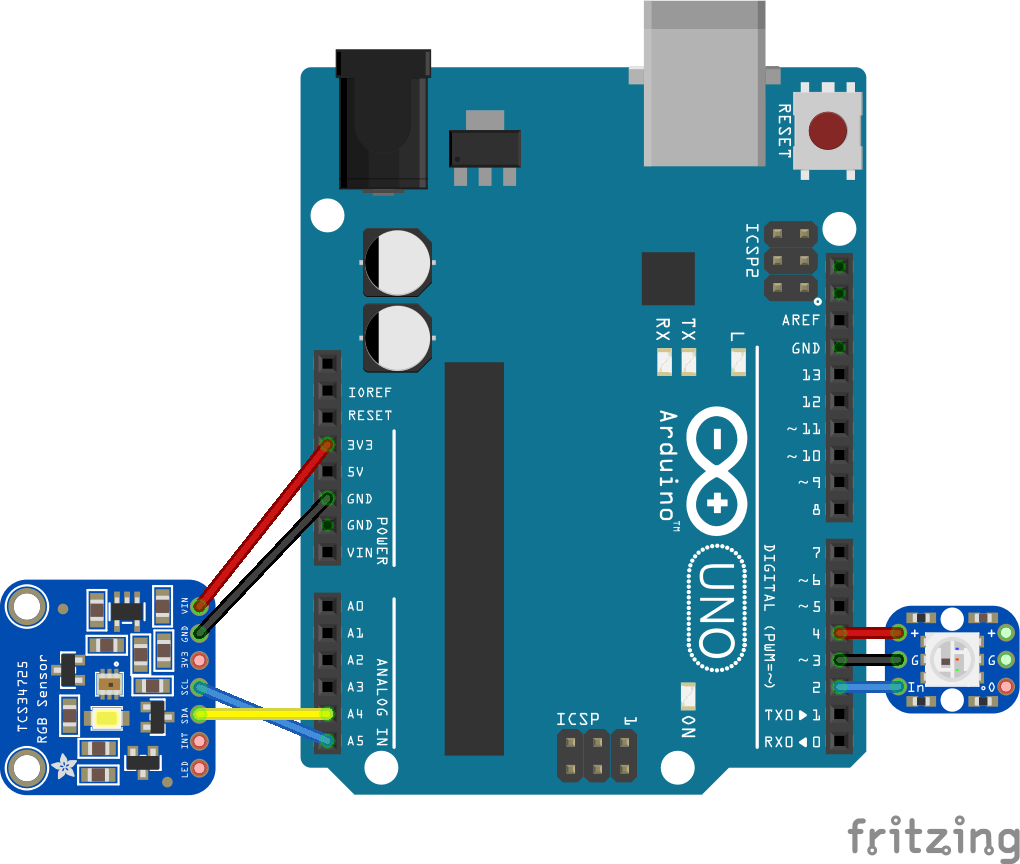 RESET
ICSP2
AREF
GND
13
12
~11
~10
~9
8
RX
TX
L
IOREF
RESET
3V3
5V
GND
GND
VIN
POWER
Arduino™
UNO
DIGITAL (PWM=~)
7
~6
~5
4
~3
2
TX0►1
RX0◄0
A0
A1
A2
A3
A4
A5
ANALOG IN
ICSP
1
ON
TCS34725
RGB Sensor
VIN
GND
3V3
SCL
SDA
INT
LED
+
G
In
+
G
O
fritzing